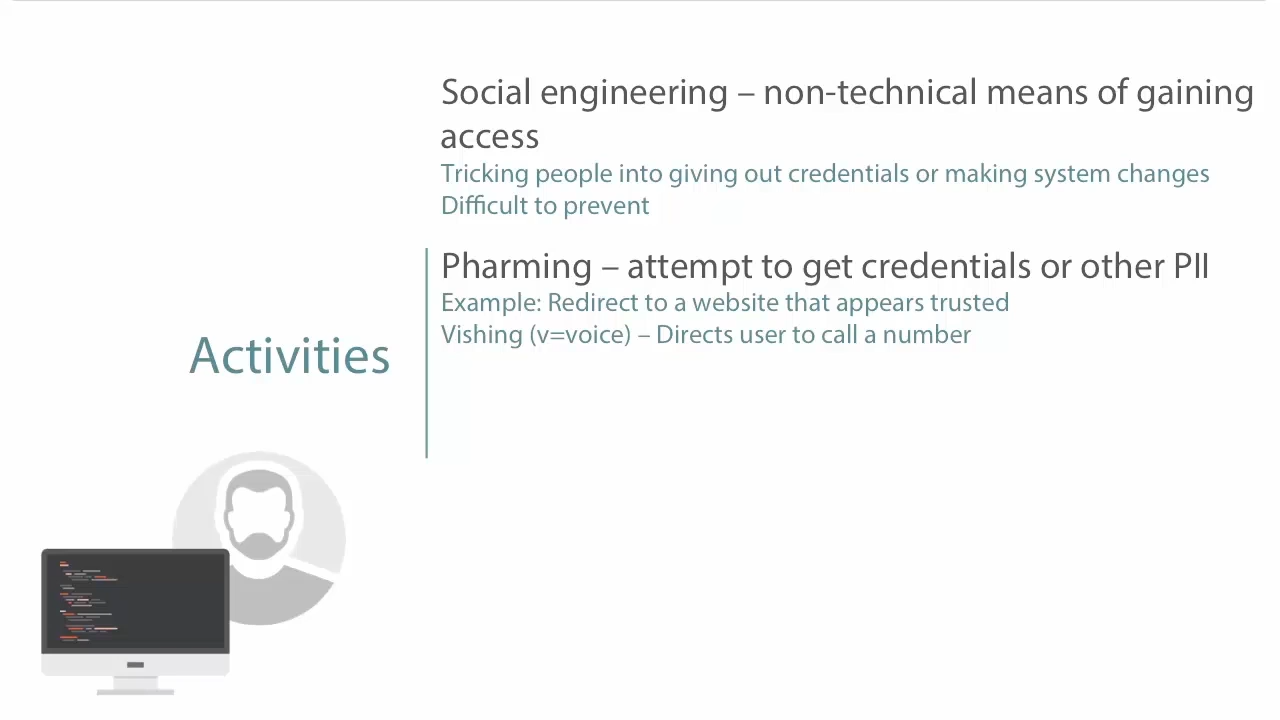 Social engineering – non-technical means of gaining
access
Tricking people into giving out credentials or making system changes
Difficult to prevent
Pharming – attempt to get credentials or other PII
Example: Redirect to a website that appears trusted
Vishing (v=voice) – Directs user to call a number
Activities